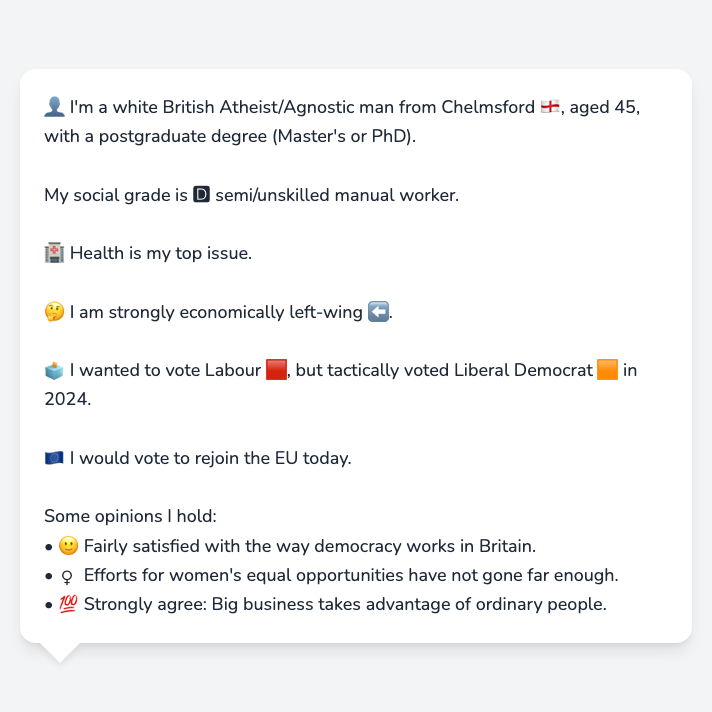 👤 I'm a white British Atheist/Agnostic man from Chelmsford 🏴󠁧󠁢󠁥󠁮󠁧󠁿, aged 45,
with a postgraduate degree (Master's or PhD).
My social grade is 🅳 semi/unskilled manual worker.
🏥 Health is my top issue.
🤔 I am strongly economically left-wing ⬅️.
🗳️ I wanted to vote Labour 🟥, but tactically voted Liberal Democrat 🟧 in
2024.
🇪🇺 I would vote to rejoin the EU today.
Some opinions I hold:
• 🙂 Fairly satisfied with the way democracy works in Britain.
• ♀ Efforts for women's equal opportunities have not gone far enough.
• 💯 Strongly agree: Big business takes advantage of ordinary people.